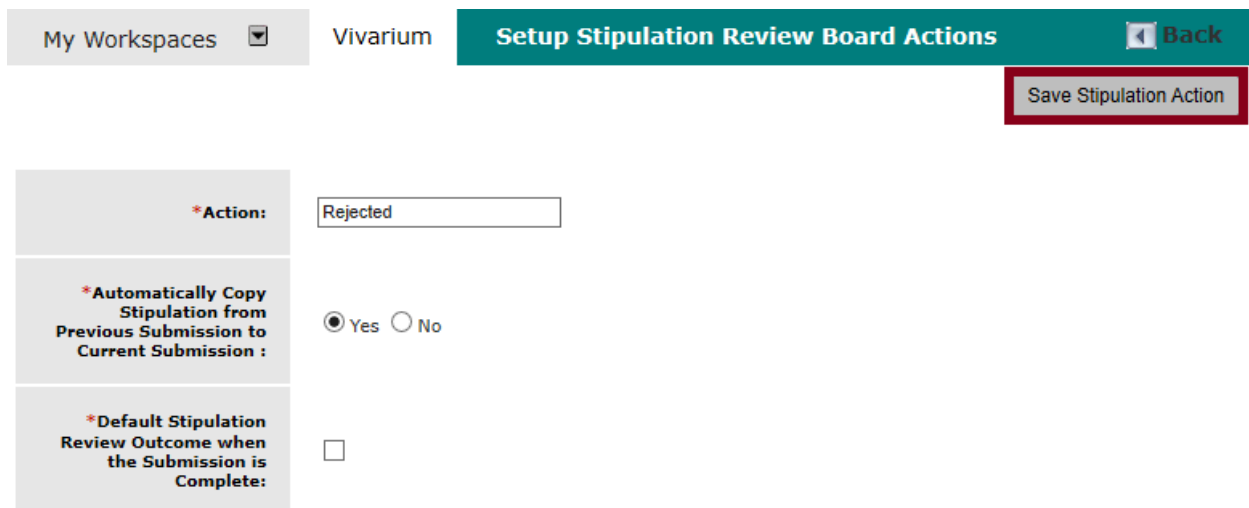 My Workspaces Vivarium Setup Stipulation Review Board Actions Back
Save Stipulation Action
*Action: Rejected
*Automatically Copy
Stipulation from
Previous Submission to
Current Submission :
Yes No
*Default Stipulation
Review Outcome when
the Submission is
Complete: